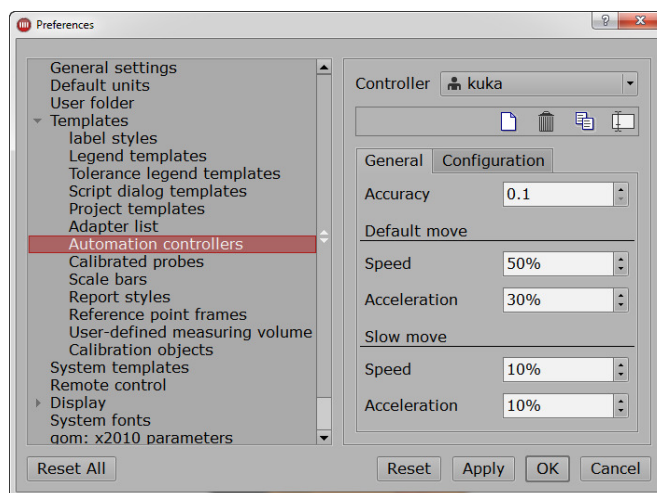 Preferences
General settings
Default units
User folder
Templates
label styles
Legend templates
Tolerance legend templates
Script dialog templates
Project templates
Adapter list
Automation controllers
Calibrated probes
Scale bars
Report styles
Reference point frames
User-defined measuring volume
Calibration objects
System templates
Remote control
Display
System fonts
gom: x2010 parameters
Controller kuka
General Configuration
Accuracy 0.1
Default move
Speed 50%
Acceleration 30%
Slow move
Speed 10%
Acceleration 10%
Reset All Reset Apply OK Cancel